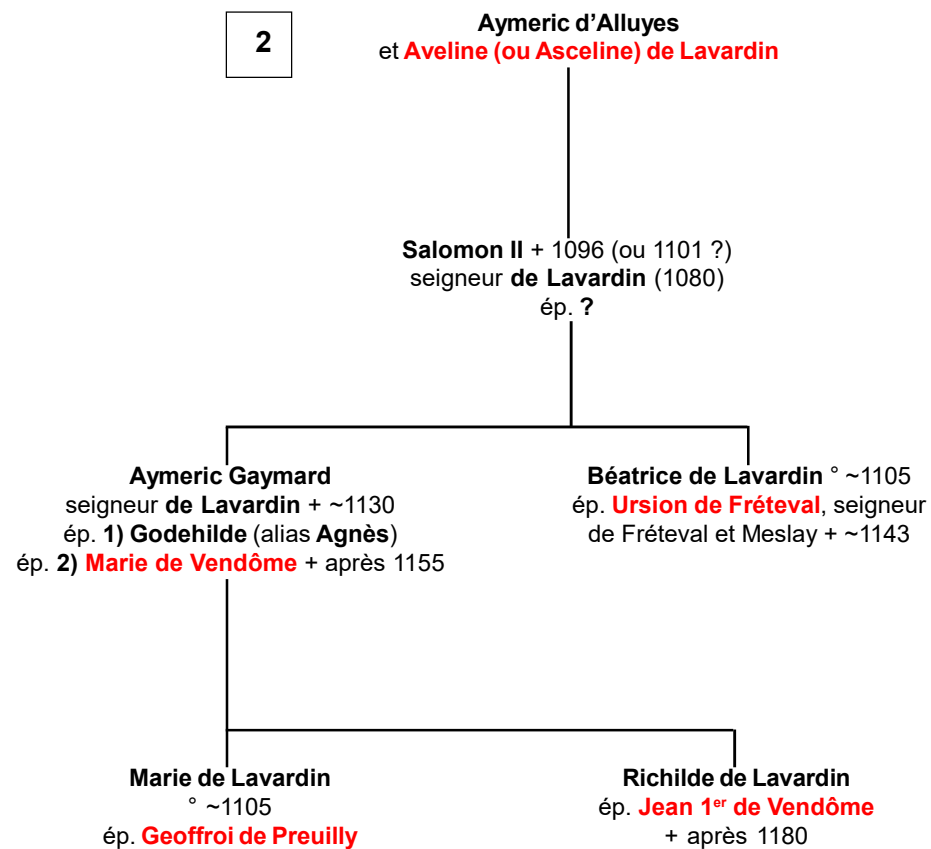 2
Aymeric d’Alluyes
et Aveline (ou Asceline) de Lavardin
Salomon II + 1096 (ou 1101 ?)
seigneur de Lavardin (1080)
ép. ?
Aymeric Gaymard
seigneur de Lavardin + ~1130
ép. 1) Godehilde (alias Agnès)
ép. 2) Marie de Vendôme + après 1155
Béatrice de Lavardin ° ~1105
ép. Ursion de Fréteval, seigneur
de Fréteval et Meslay + ~1143
Marie de Lavardin
° ~1105
ép. Geoffroi de Preuilly
Richilde de Lavardin
ép. Jean 1er de Vendôme
+ après 1180